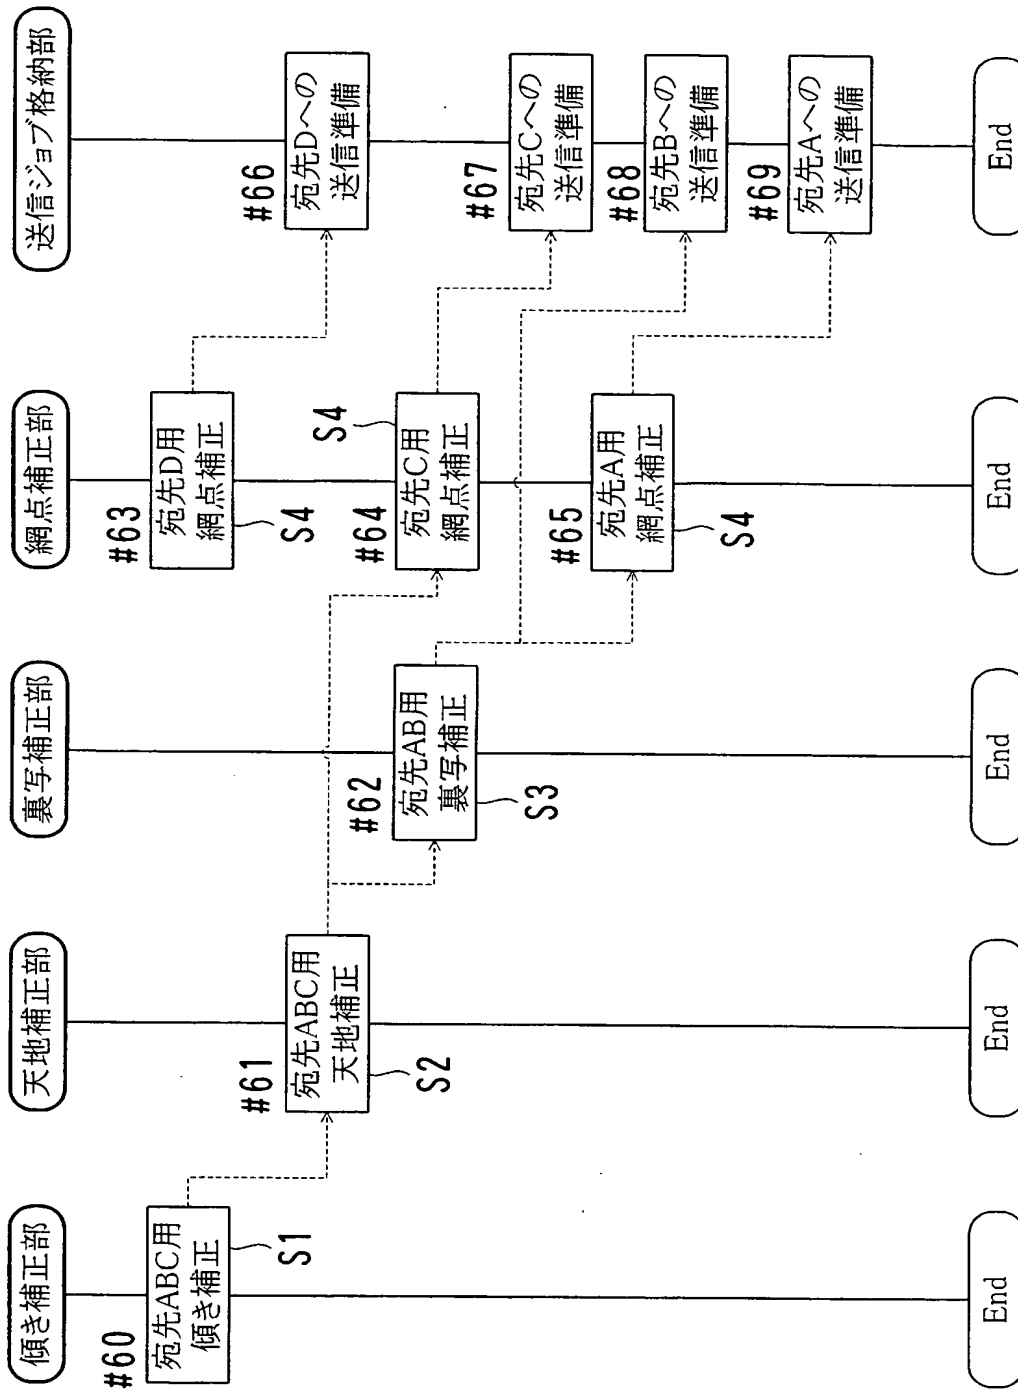 傾き補正部
天地補正部
裏写補正部
網点補正部
送信ジョブ格納部
#60
宛先ABC用
傾き補正
S1
#61
宛先ABC用
天地補正
S2
#62
宛先AB用
裏写補正
S3
#63
宛先D用
網点補正
S4
#64
宛先C用
網点補正
S4
#65
宛先A用
網点補正
S4
#66
宛先Dへの
送信準備
#67
宛先Cへの
送信準備
#68
宛先Bへの
送信準備
#69
宛先Aへの
送信準備
End
End
End
End
End